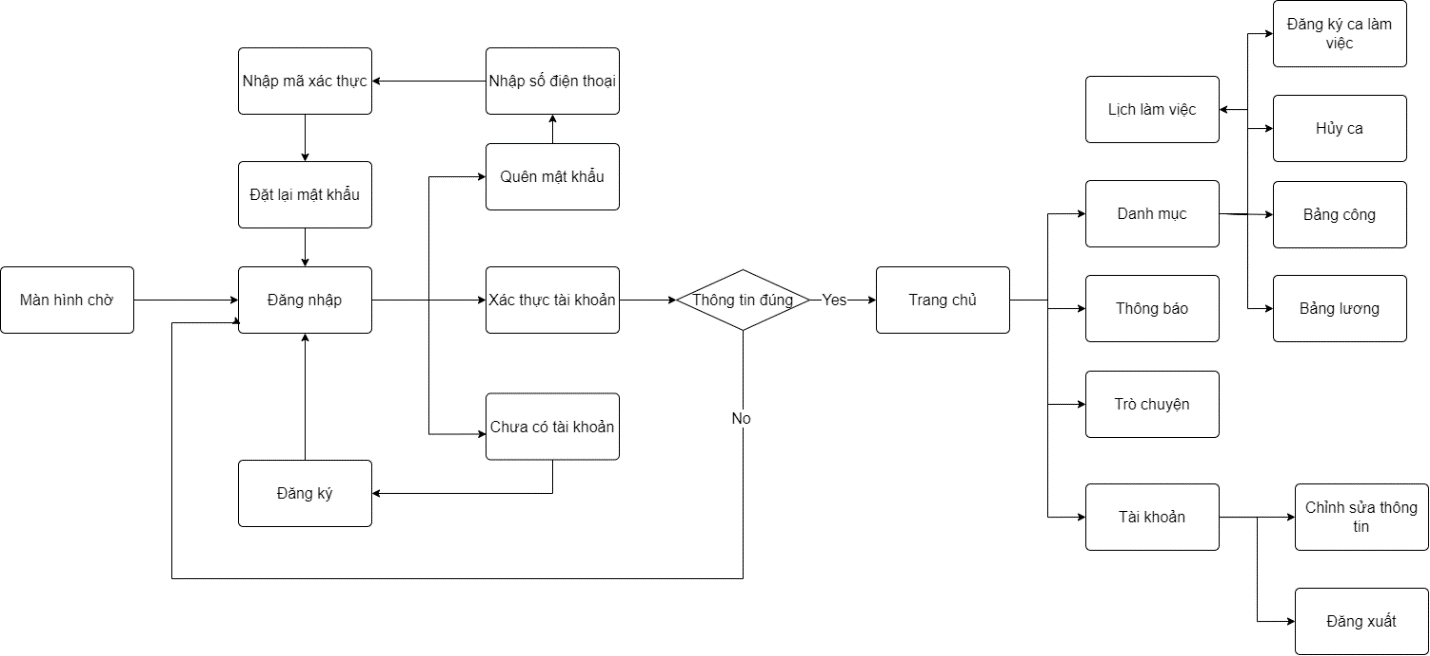 Đăng ký ca làm
việc
Nhập mã xác thực
Nhập số điện thoại
Lịch làm việc
Hủy ca
Quên mật khẩu
Đặt lại mật khẩu
Danh mục
Bảng công
Màn hình chờ
Đăng nhập
Xác thực tài khoản
Thông tin đúng
Yes
Trang chủ
Thông báo
Bảng lương
Trò chuyện
No
Chưa có tài khoản
Đăng ký
Tài khoản
Chỉnh sửa thông
tin
Đăng xuất